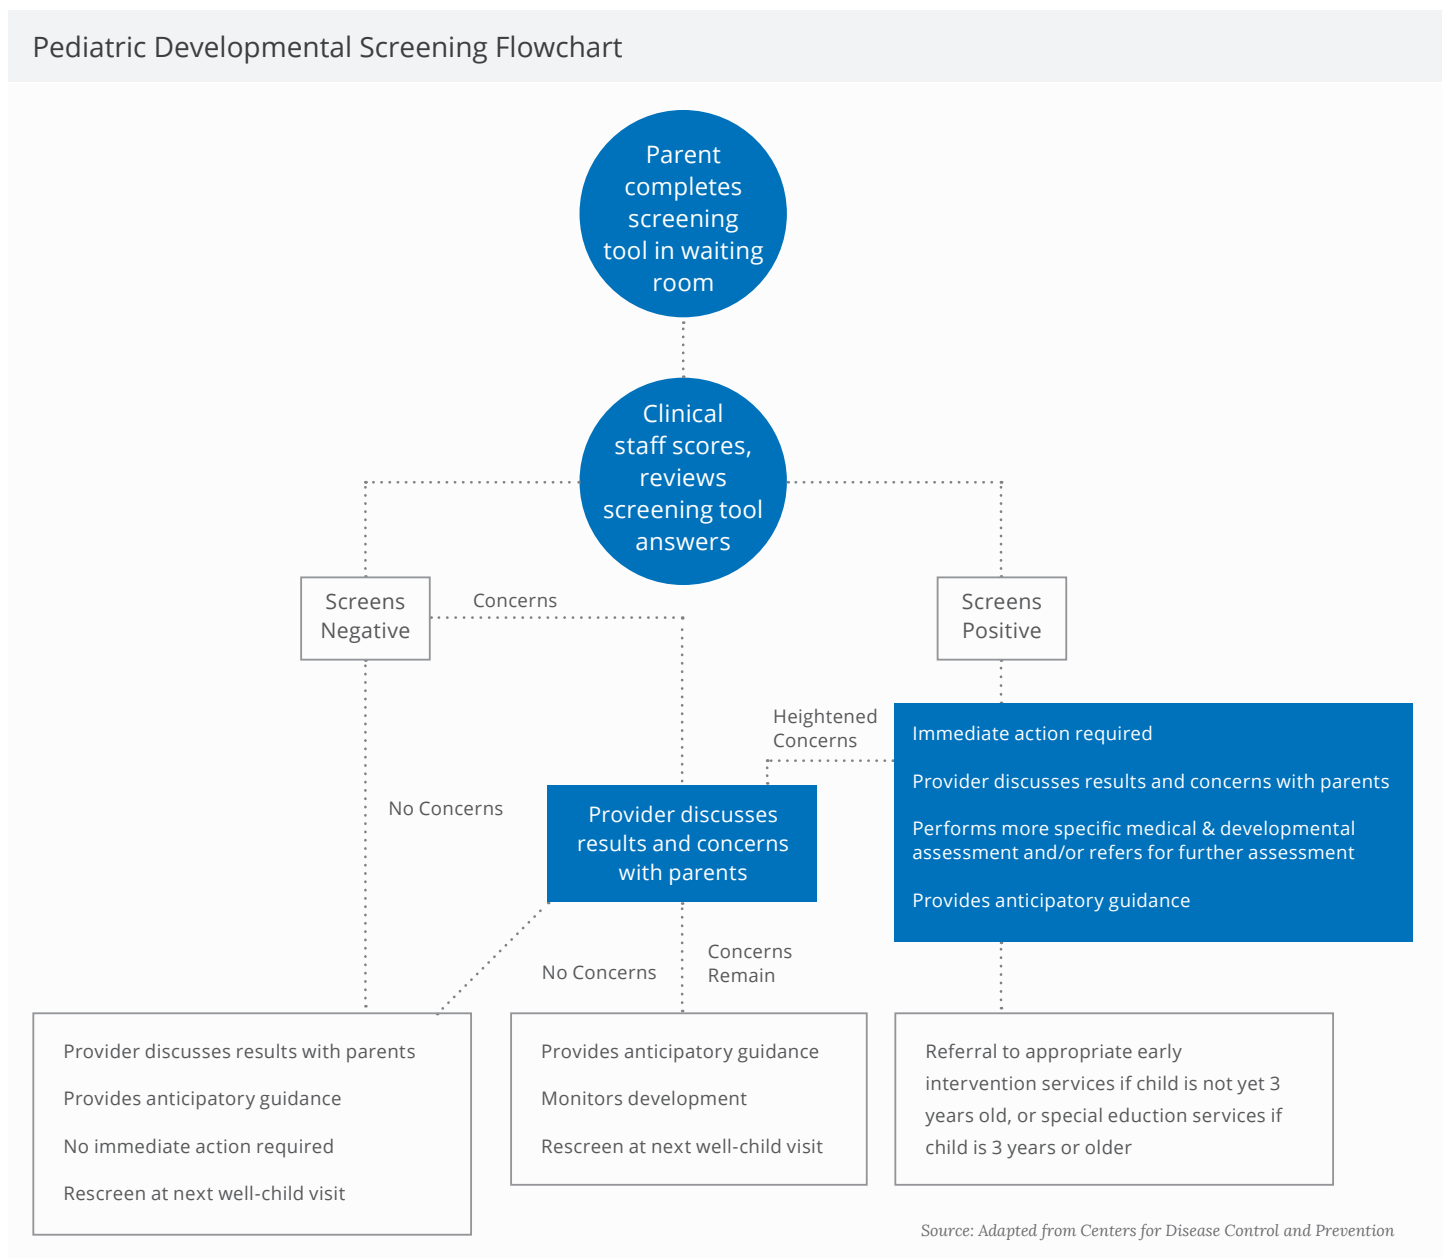 Pediatric Developmental Screening Flowchart
Parent
completes
screening
tool in waiting
room
Clinical
staff scores,
reviews
screening tool
answers
Screens
Negative
Concerns
Screens
Positive
Heightened
Concerns
Immediate action required
Provider discusses results and concerns with parents
Performs more specific medical & developmental
assessment and/or refers for further assessment
Provides anticipatory guidance
No Concerns
Provider discusses
results and concerns
with parents
No Concerns
Concerns
Remain
Provider discusses results with parents
Provides anticipatory guidance
No immediate action required
Rescreen at next well-child visit
Provides anticipatory guidance
Monitors development
Rescreen at next well-child visit
Referral to appropriate early
intervention services if child is not yet 3
years old, or special eduction services if
child is 3 years or older
Source: Adapted from Centers for Disease Control and Prevention